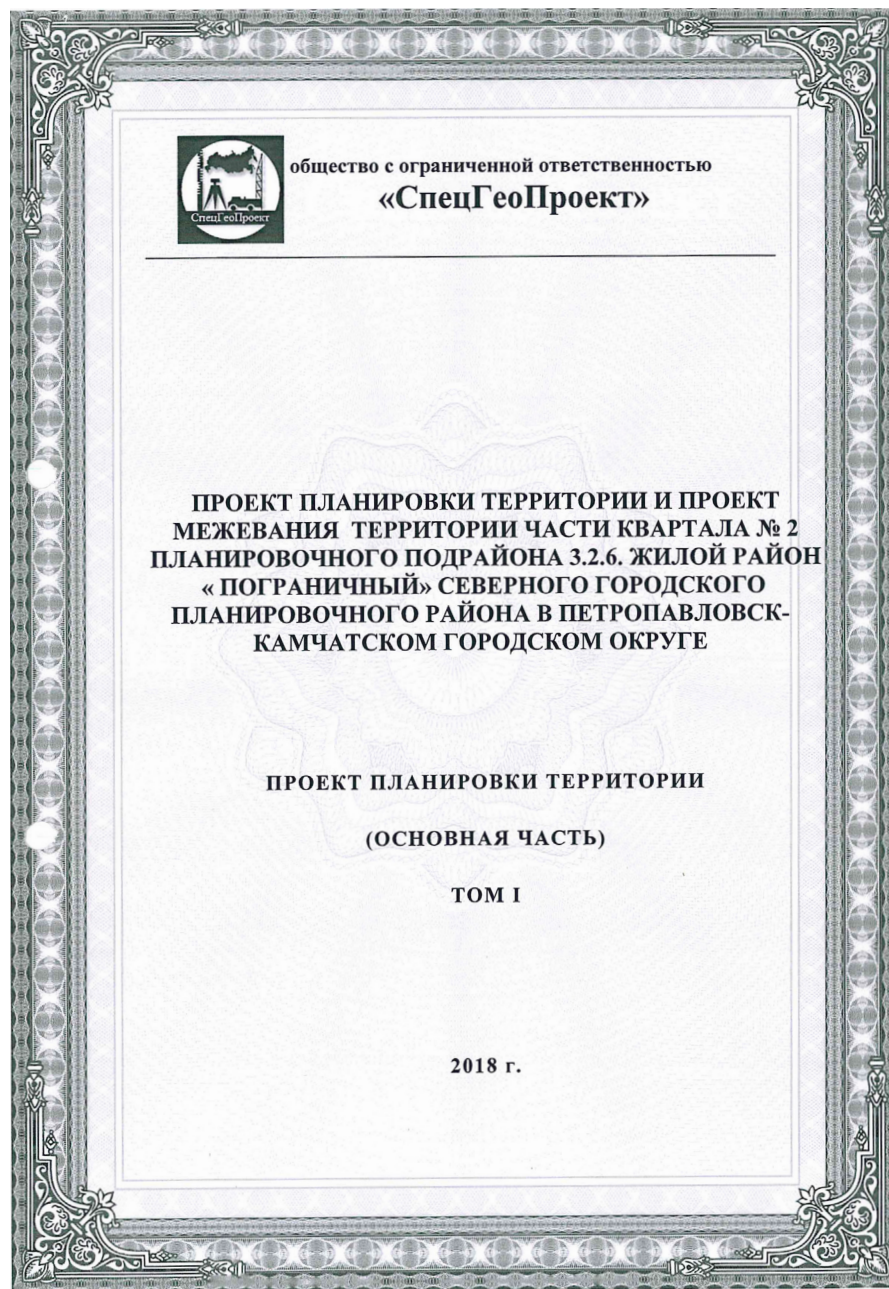 общество с ограниченной ответственностью
«СпецГеоПроект»
СпецГеоПроект
ПРОЕКТ ПЛАНИРОВКИ ТЕРРИТОРИИ И ПРОЕКТ
МЕЖЕВАНИЯ ТЕРРИТОРИИ ЧАСТИ КВАРТАЛА № 2
ПЛАНИРОВОЧНОГО ПОДРАЙОНА 3.2.6. ЖИЛОЙ РАЙОН
« ПОГРАНИЧНЫЙ» СЕВЕРНОГО ГОРОДСКОГО
ПЛАНИРОВОЧНОГО РАЙОНА В ПЕТРОПАВЛОВСК-
КАМЧАТСКОМ ГОРОДСКОМ ОКРУГЕ
ПРОЕКТ ПЛАНИРОВКИ ТЕРРИТОРИИ
(ОСНОВНАЯ ЧАСТЬ)
ТОМ I
2018 г.